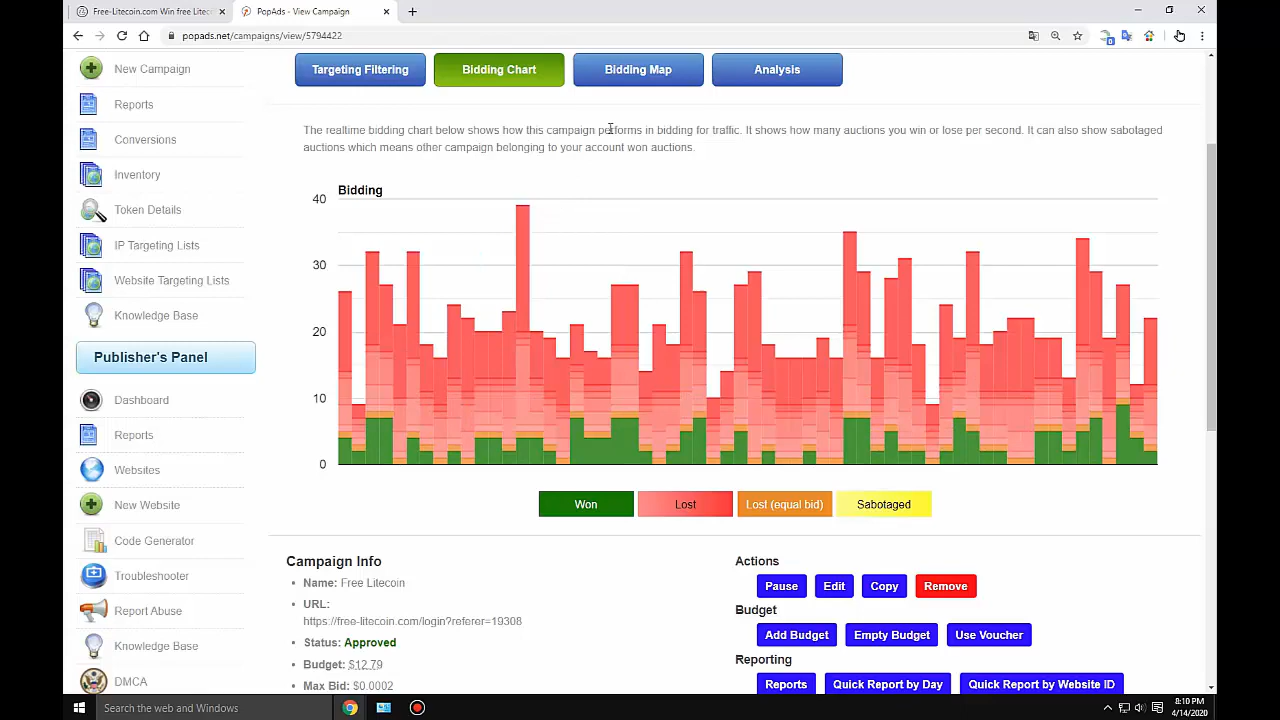 Free-Litecoin.com Win free Litec
PopAds - View Campaign
popads.net/campaigns/view/5794422
New Campaign
Reports
Conversions
Inventory
Token Details
IP Targeting Lists
Website Targeting Lists
Knowledge Base
Publisher's Panel
Dashboard
Reports
Websites
New Website
Code Generator
Troubleshooter
Report Abuse
Knowledge Base
DMCA
Targeting Filtering
Bidding Chart
Bidding Map
Analysis
The realtime bidding chart below shows how this campaign performs in bidding for traffic. It shows how many auctions you win or lose per second. It can also show sabotaged
auctions which means other campaign belonging to your account won auctions.
Bidding
40
30
20
10
0
Won
Lost
Lost (equal bid)
Sabotaged
Campaign Info
Name: Free Litecoin
URL:
https://free-litecoin.com/login?referer=19308
Status: Approved
Budget: $12.79
Max Bid: $0.0002
Actions
Pause
Edit
Copy
Remove
Budget
Add Budget
Empty Budget
Use Voucher
Reporting
Reports
Quick Report by Day
Quick Report by Website ID
Search the web and Windows
8:10 PM
4/14/2020